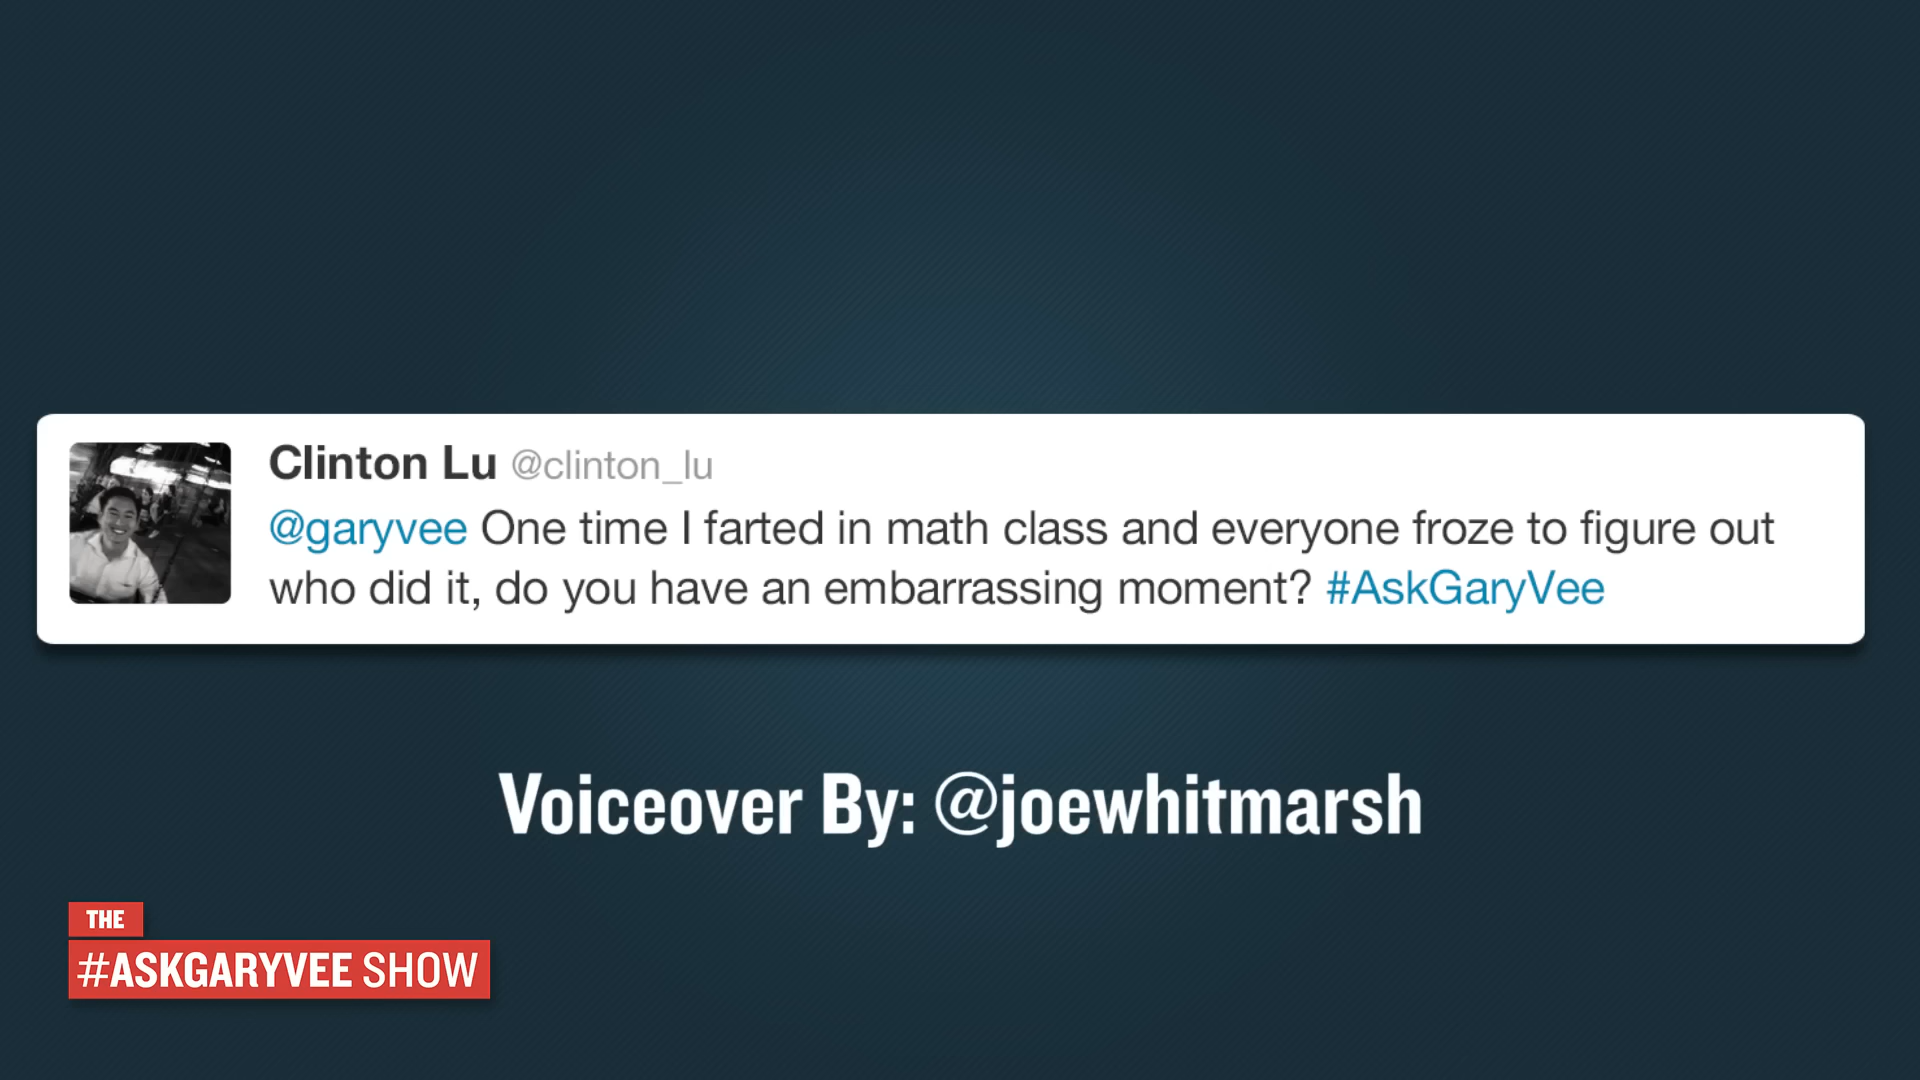 Clinton Lu @clinton_lu
@garyvee One time I farted in math class and everyone froze to figure out
who did it, do you have an embarrassing moment? #AskGaryVee
Voiceover By: @joewhitmarsh
THE
#ASKGARYVEE SHOW